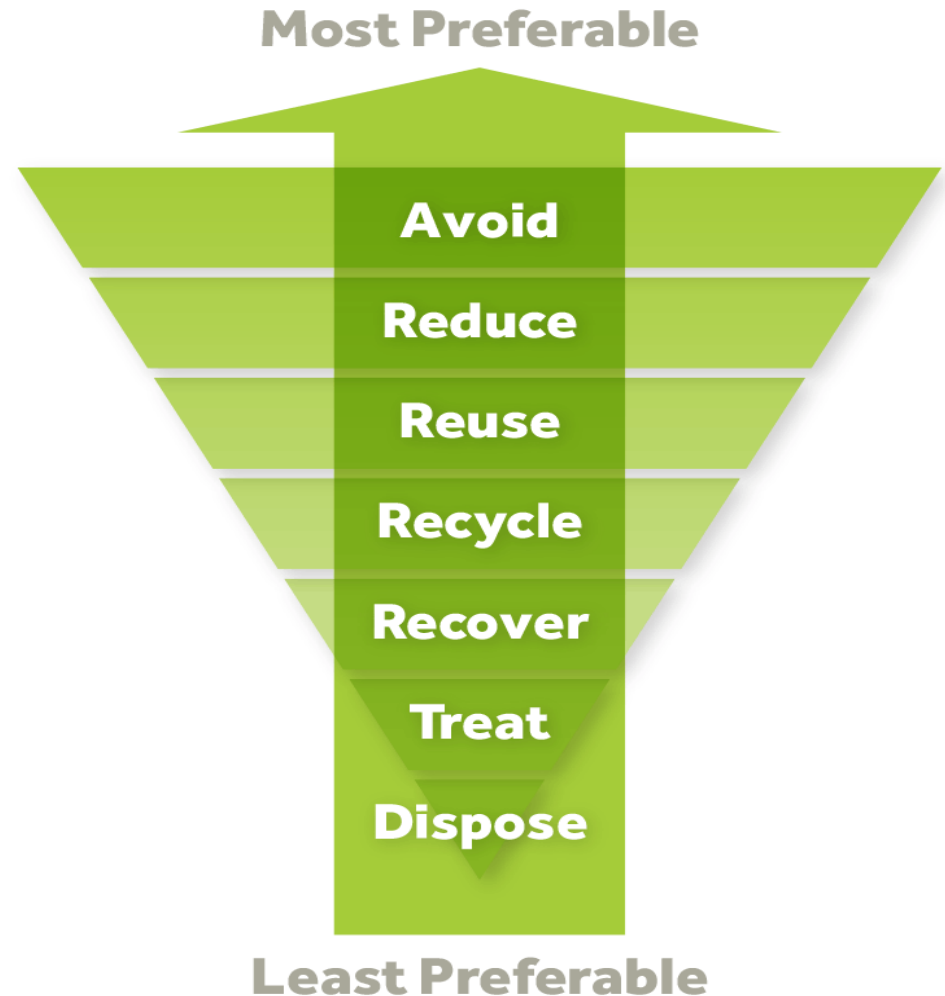 Most Preferable
Avoid
Reduce
Reuse
Recycle
Recover
Treat
Dispose
Least Preferable